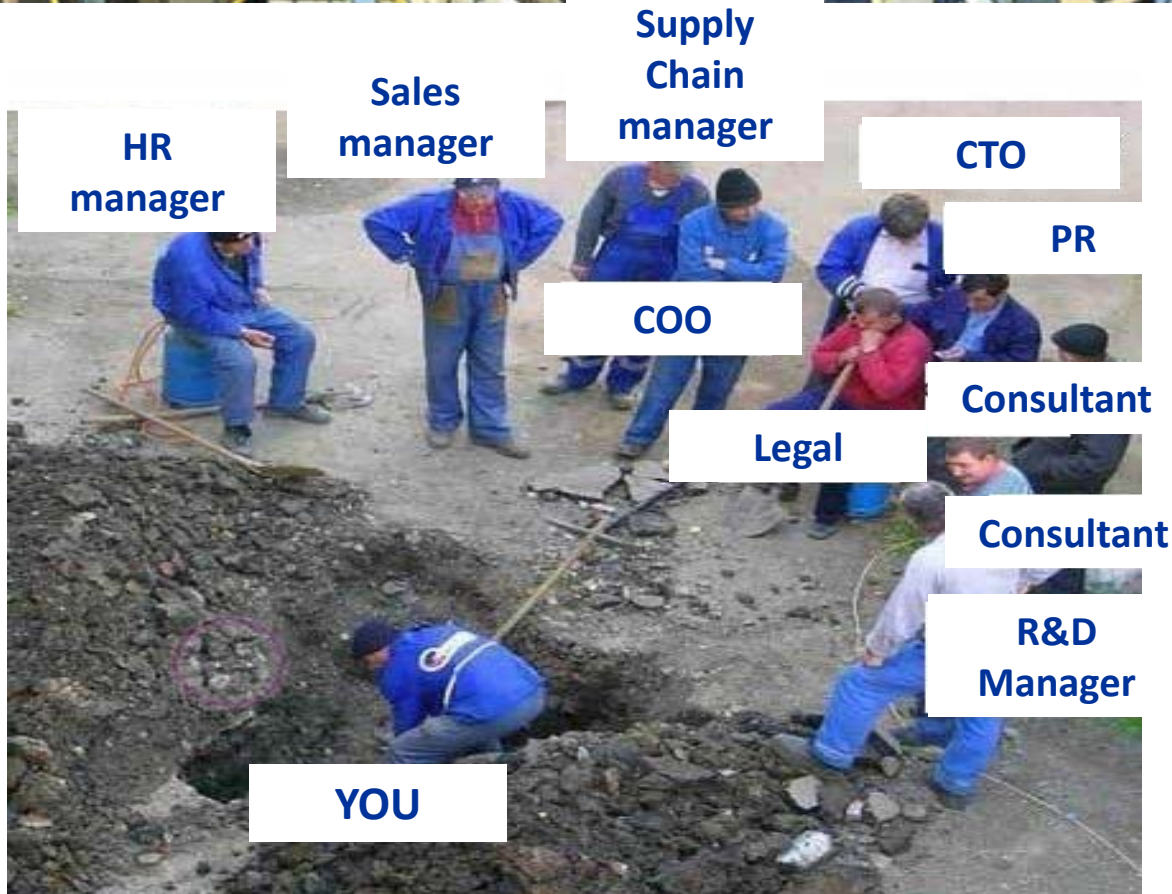 Supply
Chain
manager
Sales
manager
HR
manager
CTO
PR
COO
Consultant
Legal
Consultant
R&D
Manager
YOU